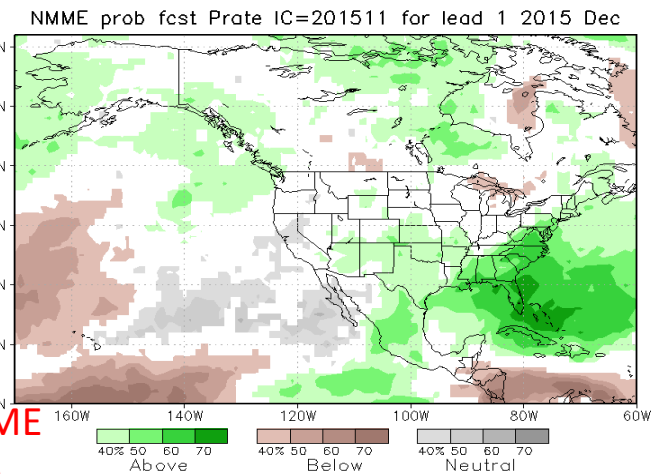 NMME prob fcst Prate IC=201511 for lead 1 2015 Dec
N
N
N
N
N
N
N
160W 140W 120W 100W 80W 60W
ME
40% 50 60 70 40% 50 60 70 40% 50 60 70
Above Below Neutral